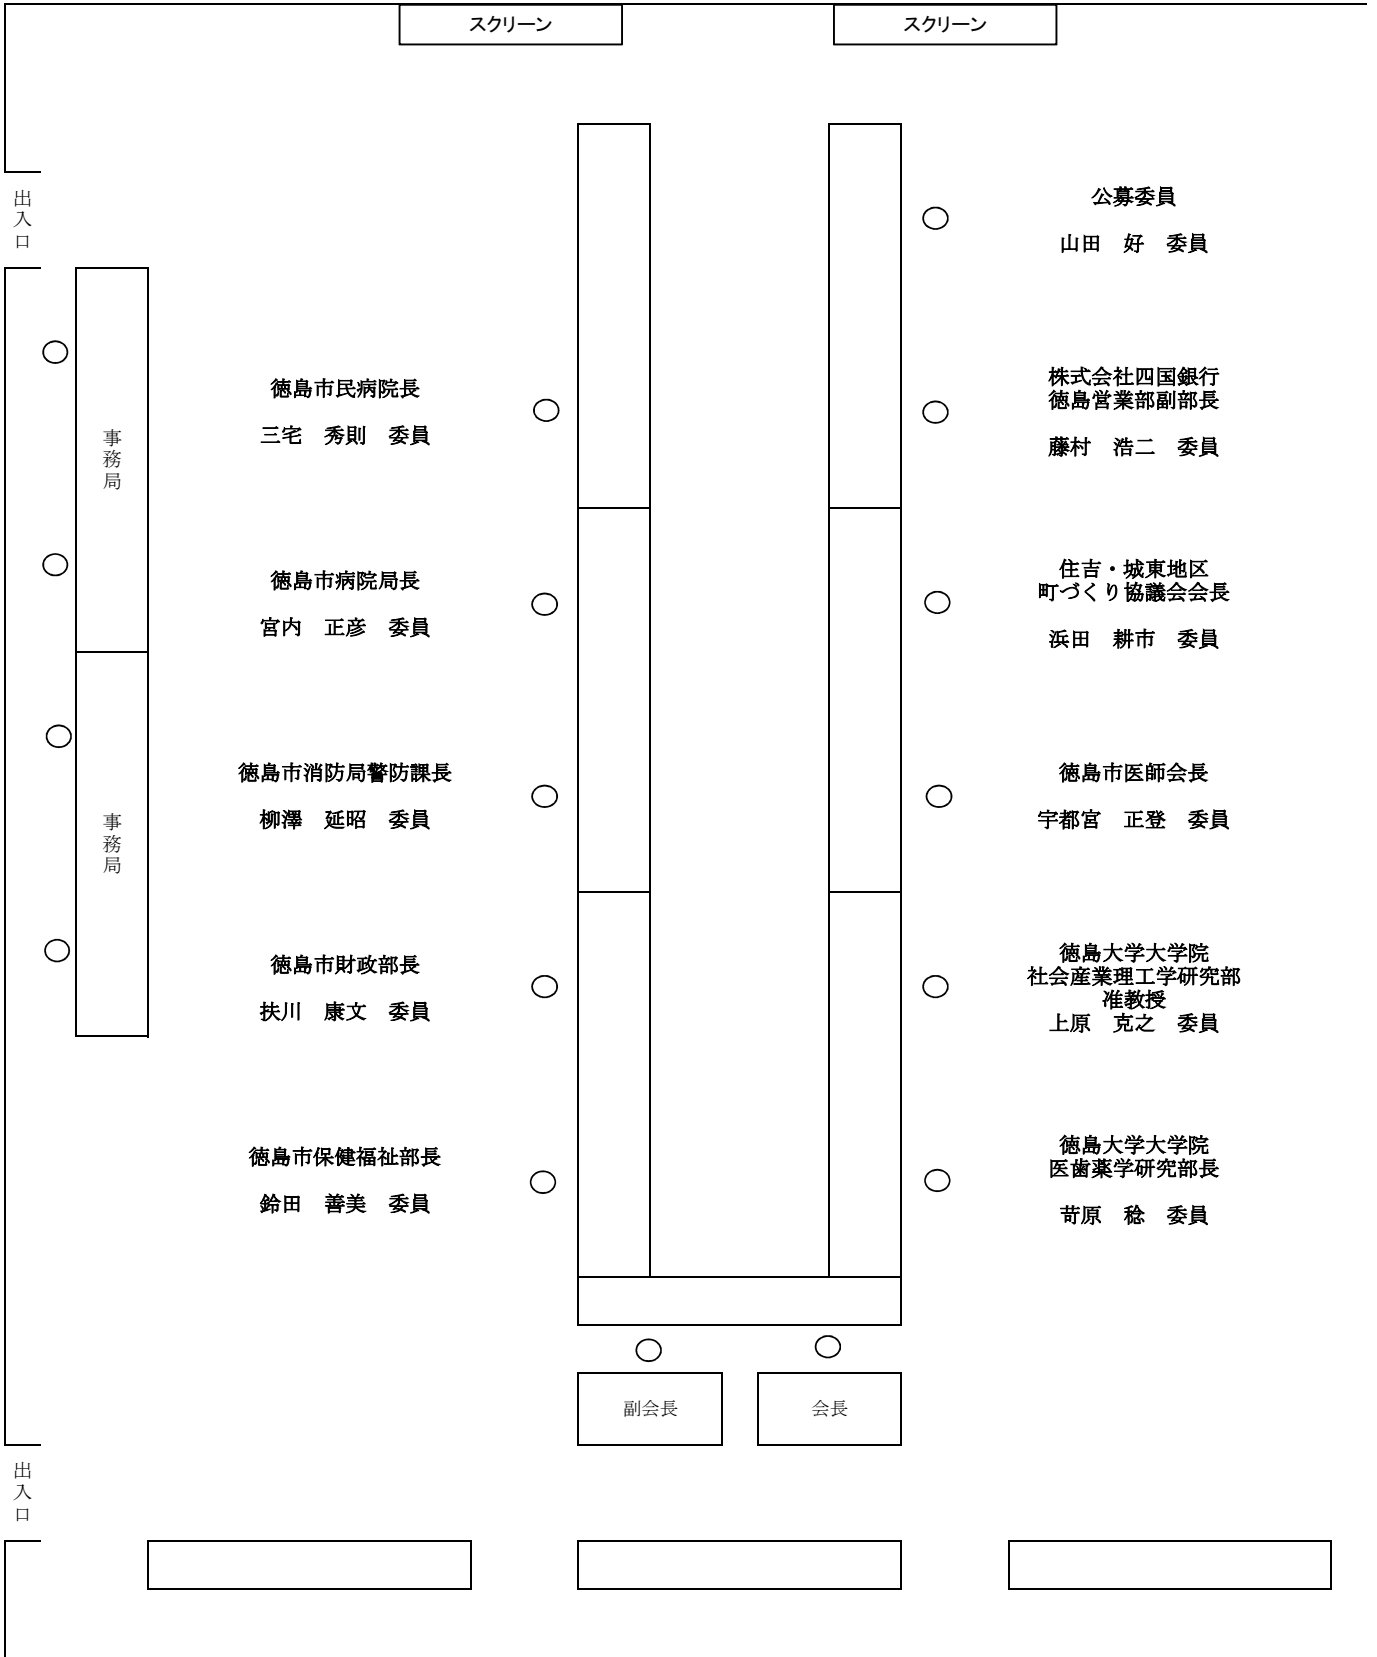 スクリーン
スクリーン
出入口
公募委員
山田　好　委員
株式会社四国銀行
徳島営業部副部長
藤村　浩二　委員
徳島市民病院長
三宅　秀則　委員
事務局
住吉・城東地区
町づくり協議会会長
浜田　耕市　委員
徳島市病院局長
宮内　正彦　委員
徳島市消防局警防課長
柳澤　延昭　委員
徳島市医師会長
宇都宮　正登　委員
事務局
徳島市財政部長
扶川　康文　委員
徳島大学大学院
社会産業理工学研究部
准教授
上原　克之　委員
徳島市保健福祉部長
鈴田　善美　委員
徳島大学大学院
医歯薬学研究部長
苛原　稔　委員
副会長
会長
出入口